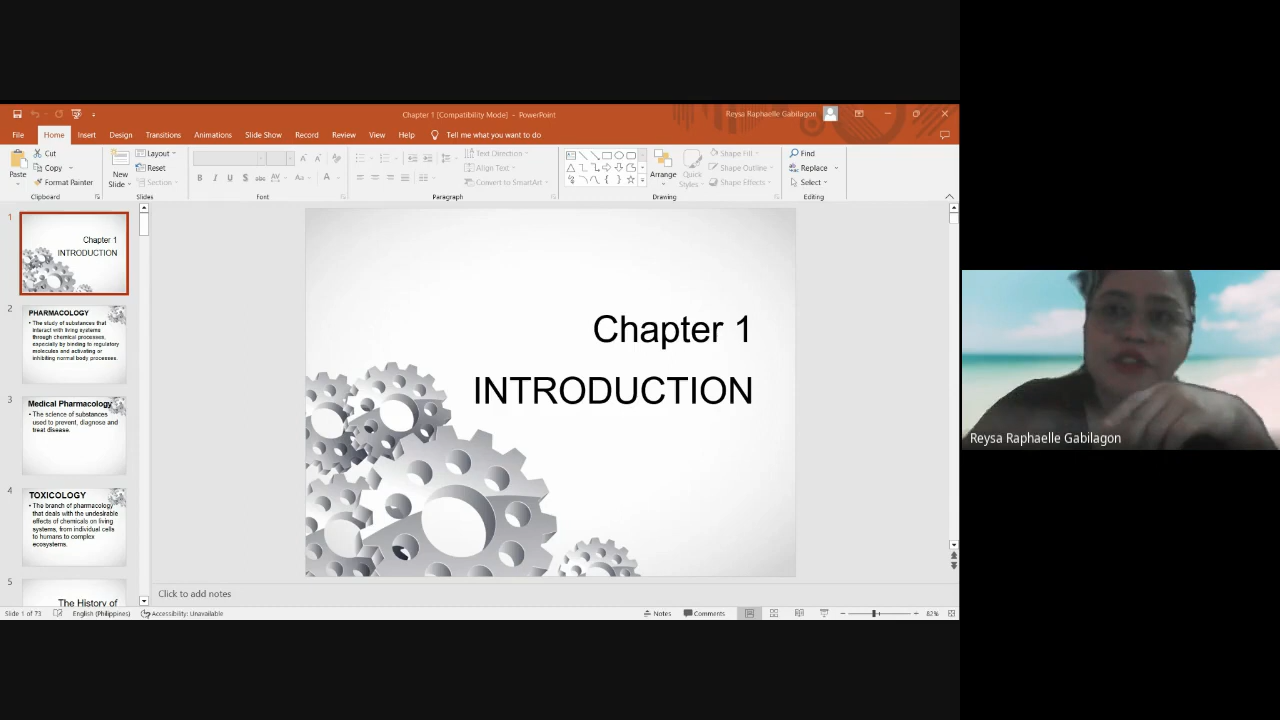 Chapter 1 [Compatibility Mode] - PowerPoint
Reysa Raphaelle Gabilagon
File Home Insert Design Transitions Animations Slide Show Record Review View Help Tell me what you want to do
Paste
Cut
Copy
Format Painter
Clipboard
New
Slide
Layout
Reset
Section
Slides
B I U S abc AV Aa A
Font
Text Direction
Align Text
Convert to SmartArt
Paragraph
Arrange
Quick
Styles
Shape Fill
Shape Outline
Shape Effects
Drawing
Find
Replace
Select
Editing
1
Chapter 1
INTRODUCTION
2
PHARMACOLOGY
• The study of substances that
interact with living systems
through chemical processes,
especially by binding to regulatory
molecules and activating or
inhibiting normal body processes.
3
Medical Pharmacology
• The science of substances
used to prevent, diagnose and
treat disease.
4
TOXICOLOGY
• The branch of pharmacology
that deals with the undesirable
effects of chemicals on living
systems, from individual cells
to humans to complex
ecosystems.
5
The History of
Chapter 1
INTRODUCTION
Click to add notes
Slide 1 of 73 English (Philippines) Accessibility: Unavailable Notes Comments 82%
Reysa Raphaelle Gabilagon